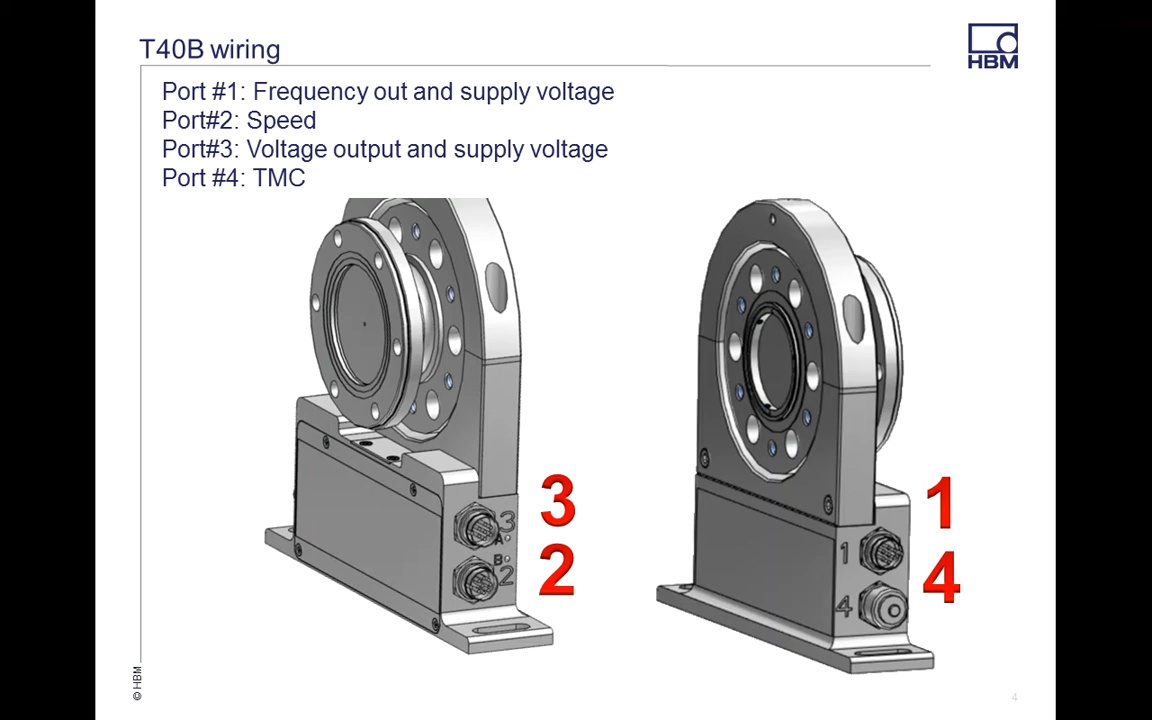 T40B wiring
HBM
Port #1: Frequency out and supply voltage
Port#2: Speed
Port#3: Voltage output and supply voltage
Port #4: TMC
3
3
A
B
2
2
1
1
4
4
© HBM
4